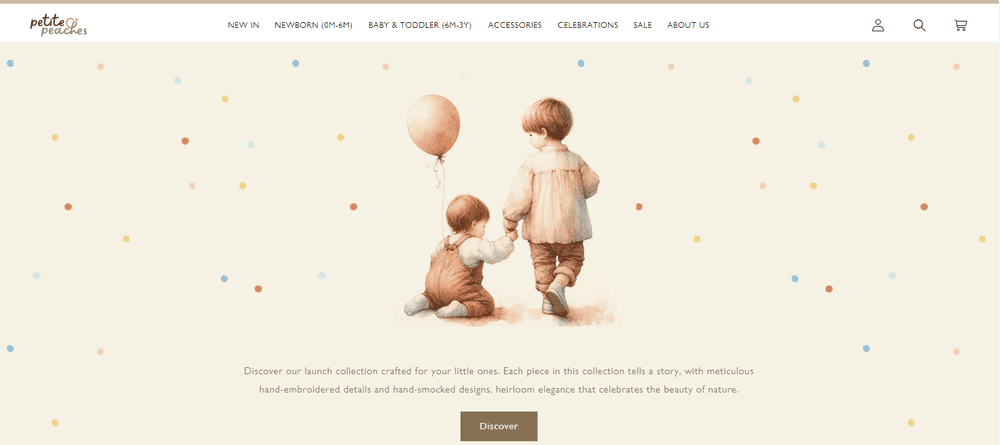 petite
peaches
NEW IN NEWBORN (0M-6M) BABY & TODDLER (6M-3Y) ACCESSORIES CELEBRATIONS SALE ABOUT US
Discover our launch collection crafted for your little ones. Each piece in this collection tells a story, with meticulous
hand-embroidered details and hand-smocked designs, heirloom elegance that celebrates the beauty of nature.
Discover